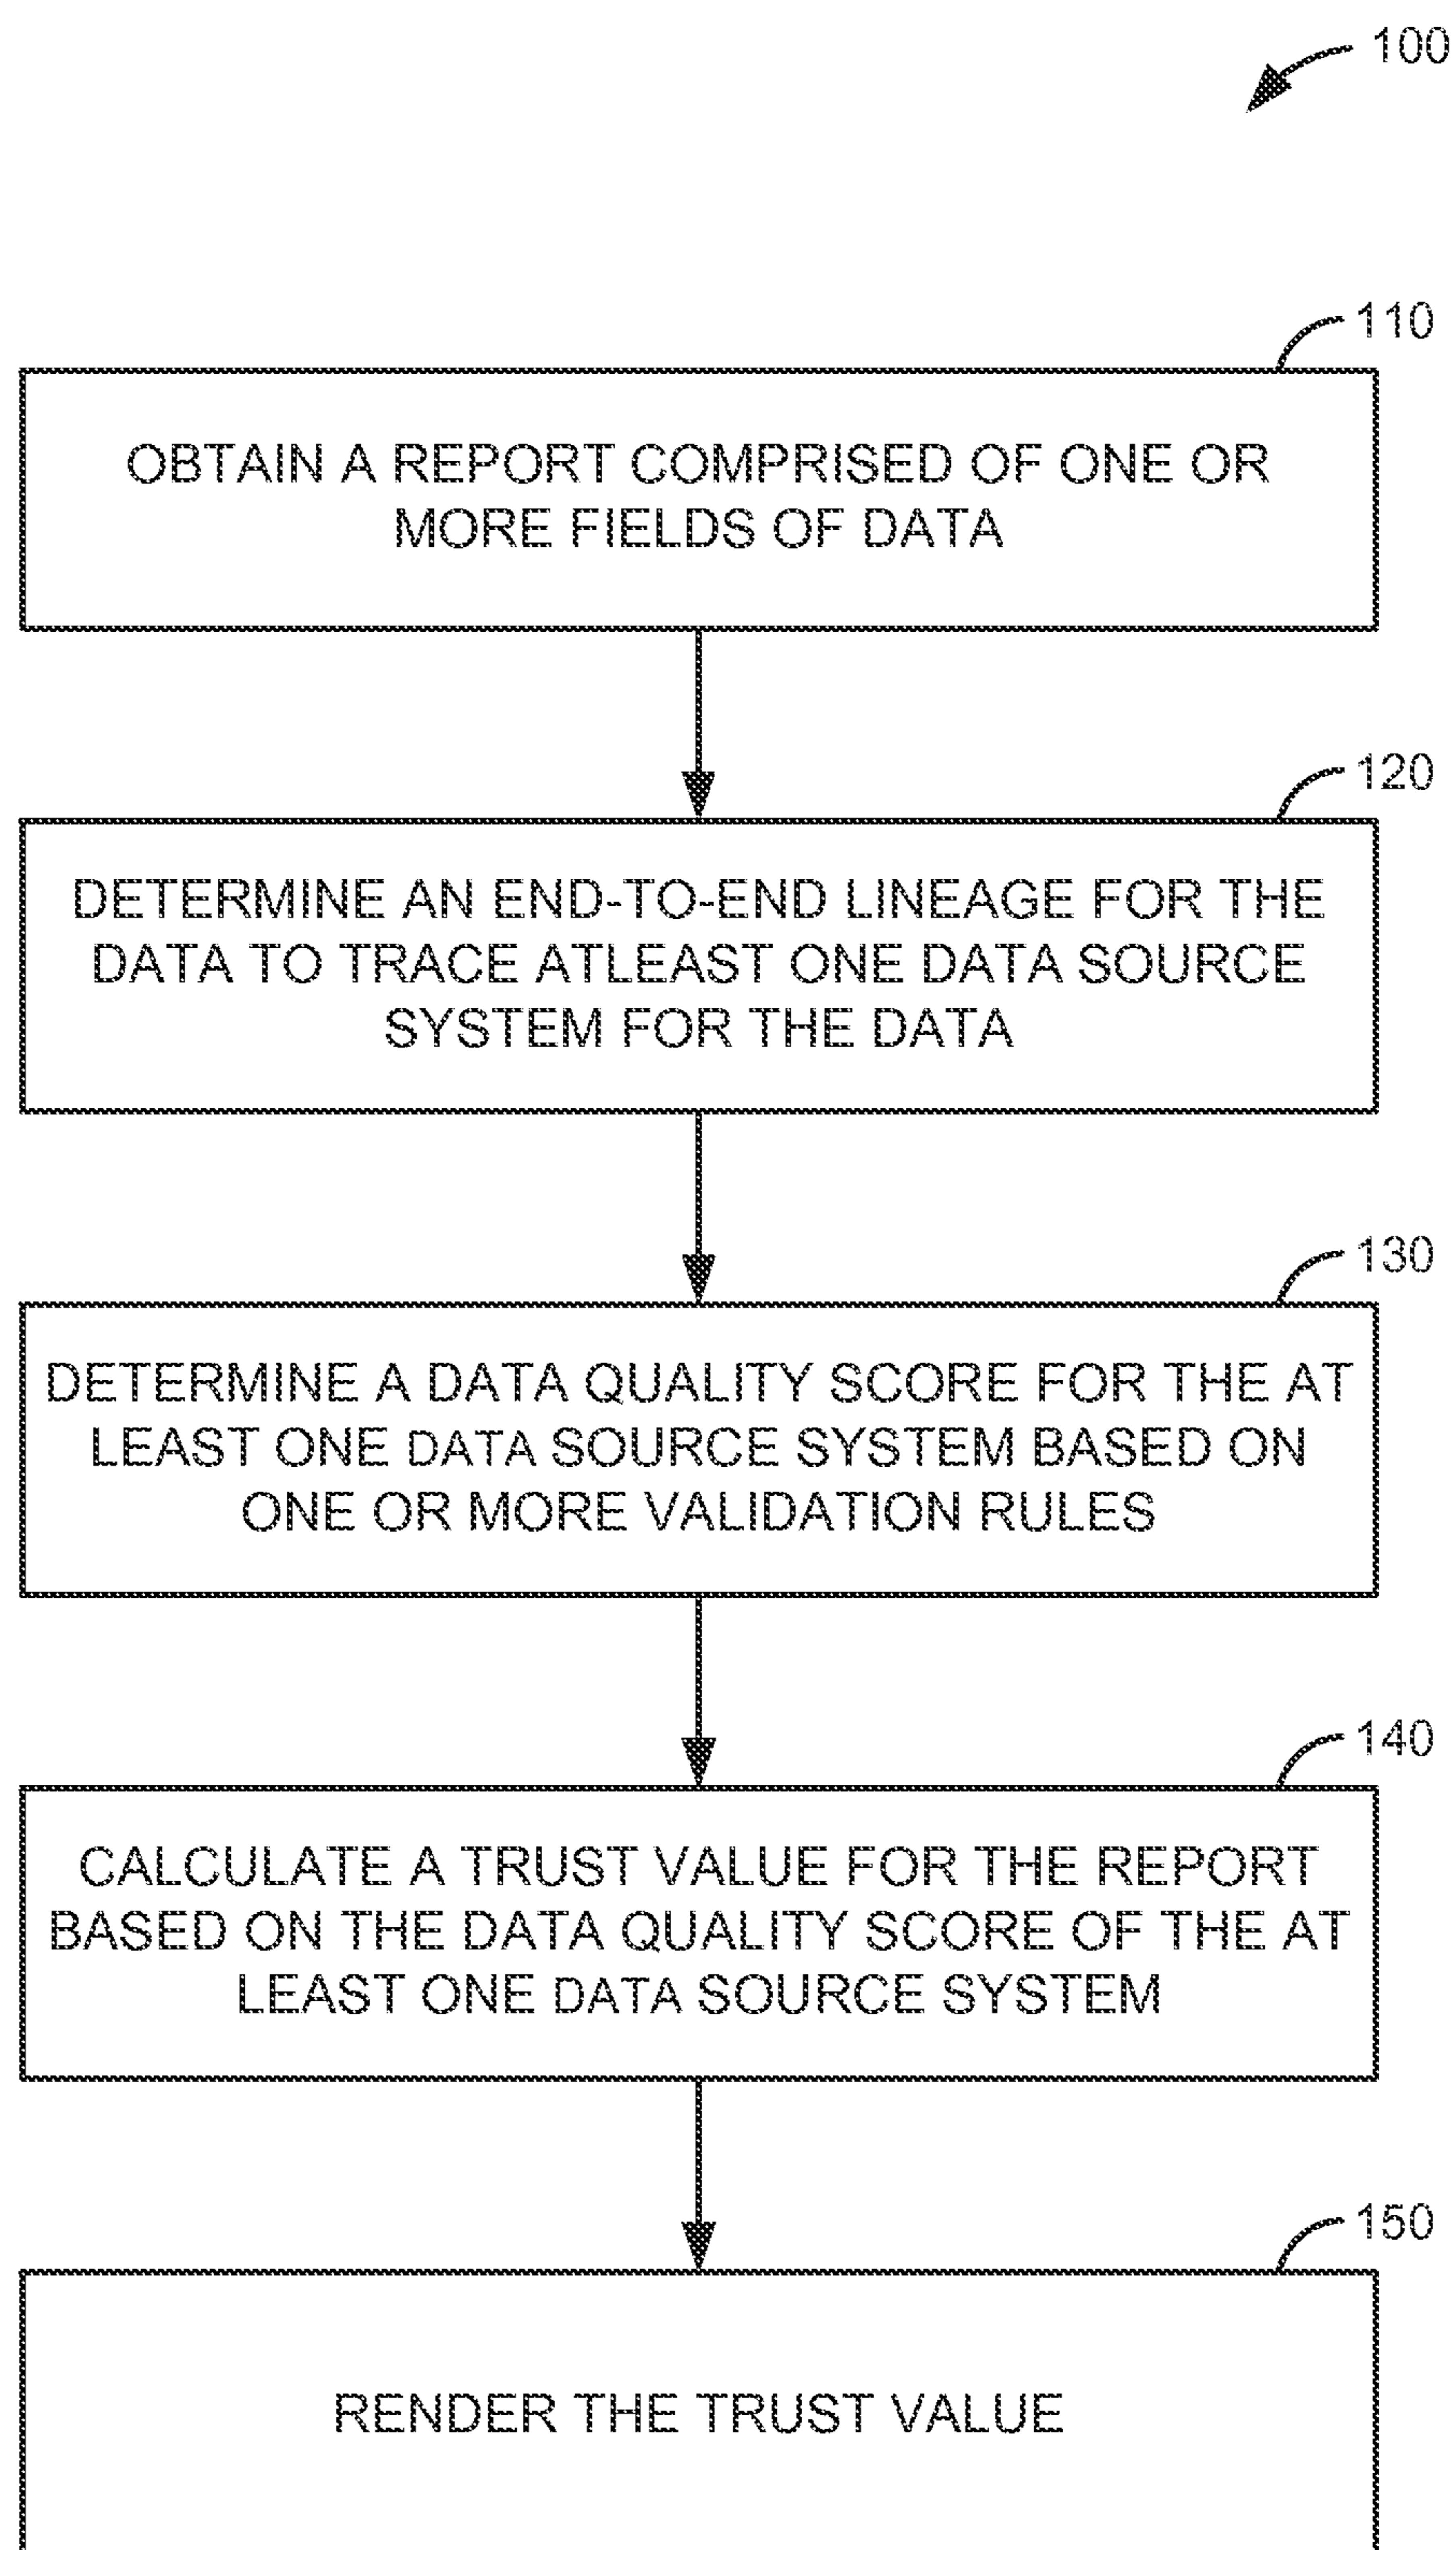 100
110
OBTAIN A REPORT COMPRISED OF ONE OR
MORE FIELDS OF DATA
120
DETERMINE AN END-TO-END LINEAGE FOR THE
DATA TO TRACE ATLEAST ONE DATA SOURCE
SYSTEM FOR THE DATA
130
DETERMINE A DATA QUALITY SCORE FOR THE AT
LEAST ONE DATA SOURCE SYSTEM BASED ON
ONE OR MORE VALIDATION RULES
140
CALCULATE A TRUST VALUE FOR THE REPORT
BASED ON THE DATA QUALITY SCORE OF THE AT
LEAST ONE DATA SOURCE SYSTEM
150
RENDER THE TRUST VALUE